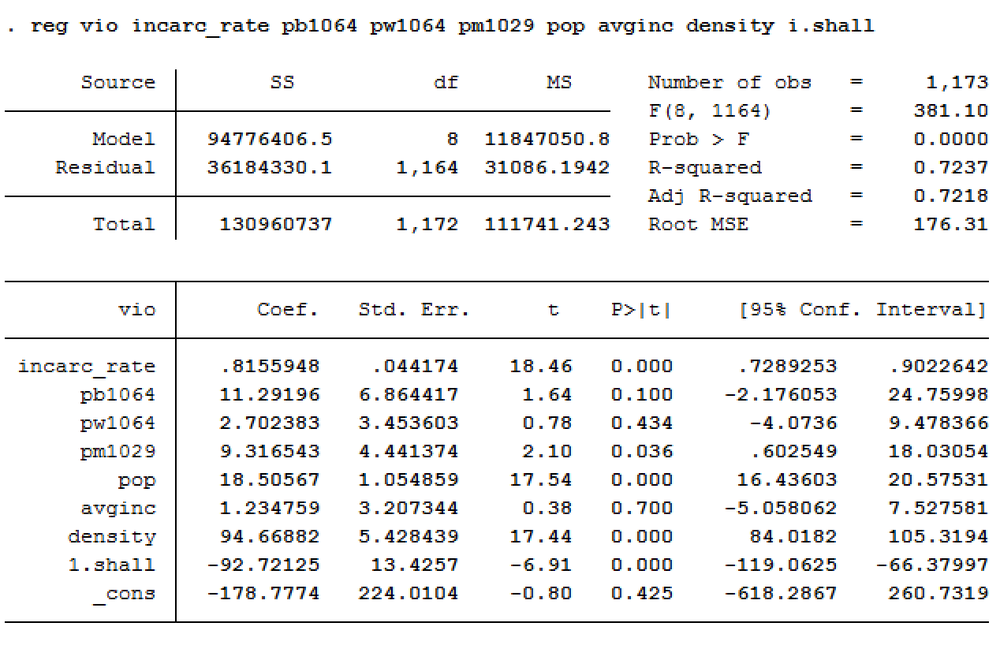 . reg vio incarc_rate pb1064 pw1064 pm1029 pop avginc density i.shall
Source SS df MS Number of obs = 1,173
F(8, 1164) = 381.10
Model 94776406.5 8 11847050.8 Prob > F = 0.0000
Residual 36184330.1 1,164 31086.1942 R-squared = 0.7237
Adj R-squared = 0.7218
Total 130960737 1,172 111741.243 Root MSE = 176.31
vio Coef. Std. Err. t P>|t| [95% Conf. Interval]
incarc_rate .8155948 .044174 18.46 0.000 .7289253 .9022642
pb1064 11.29196 6.864417 1.64 0.100 -2.176053 24.75998
pw1064 2.702383 3.453603 0.78 0.434 -4.0736 9.478366
pm1029 9.316543 4.441374 2.10 0.036 .602549 18.03054
pop 18.50567 1.054859 17.54 0.000 16.43603 20.57531
avginc 1.234759 3.207344 0.38 0.700 -5.058062 7.527581
density 94.66882 5.428439 17.44 0.000 84.0182 105.3194
1.shall -92.72125 13.4257 -6.91 0.000 -119.0625 -66.37997
_cons -178.7774 224.0104 -0.80 0.425 -618.2867 260.7319